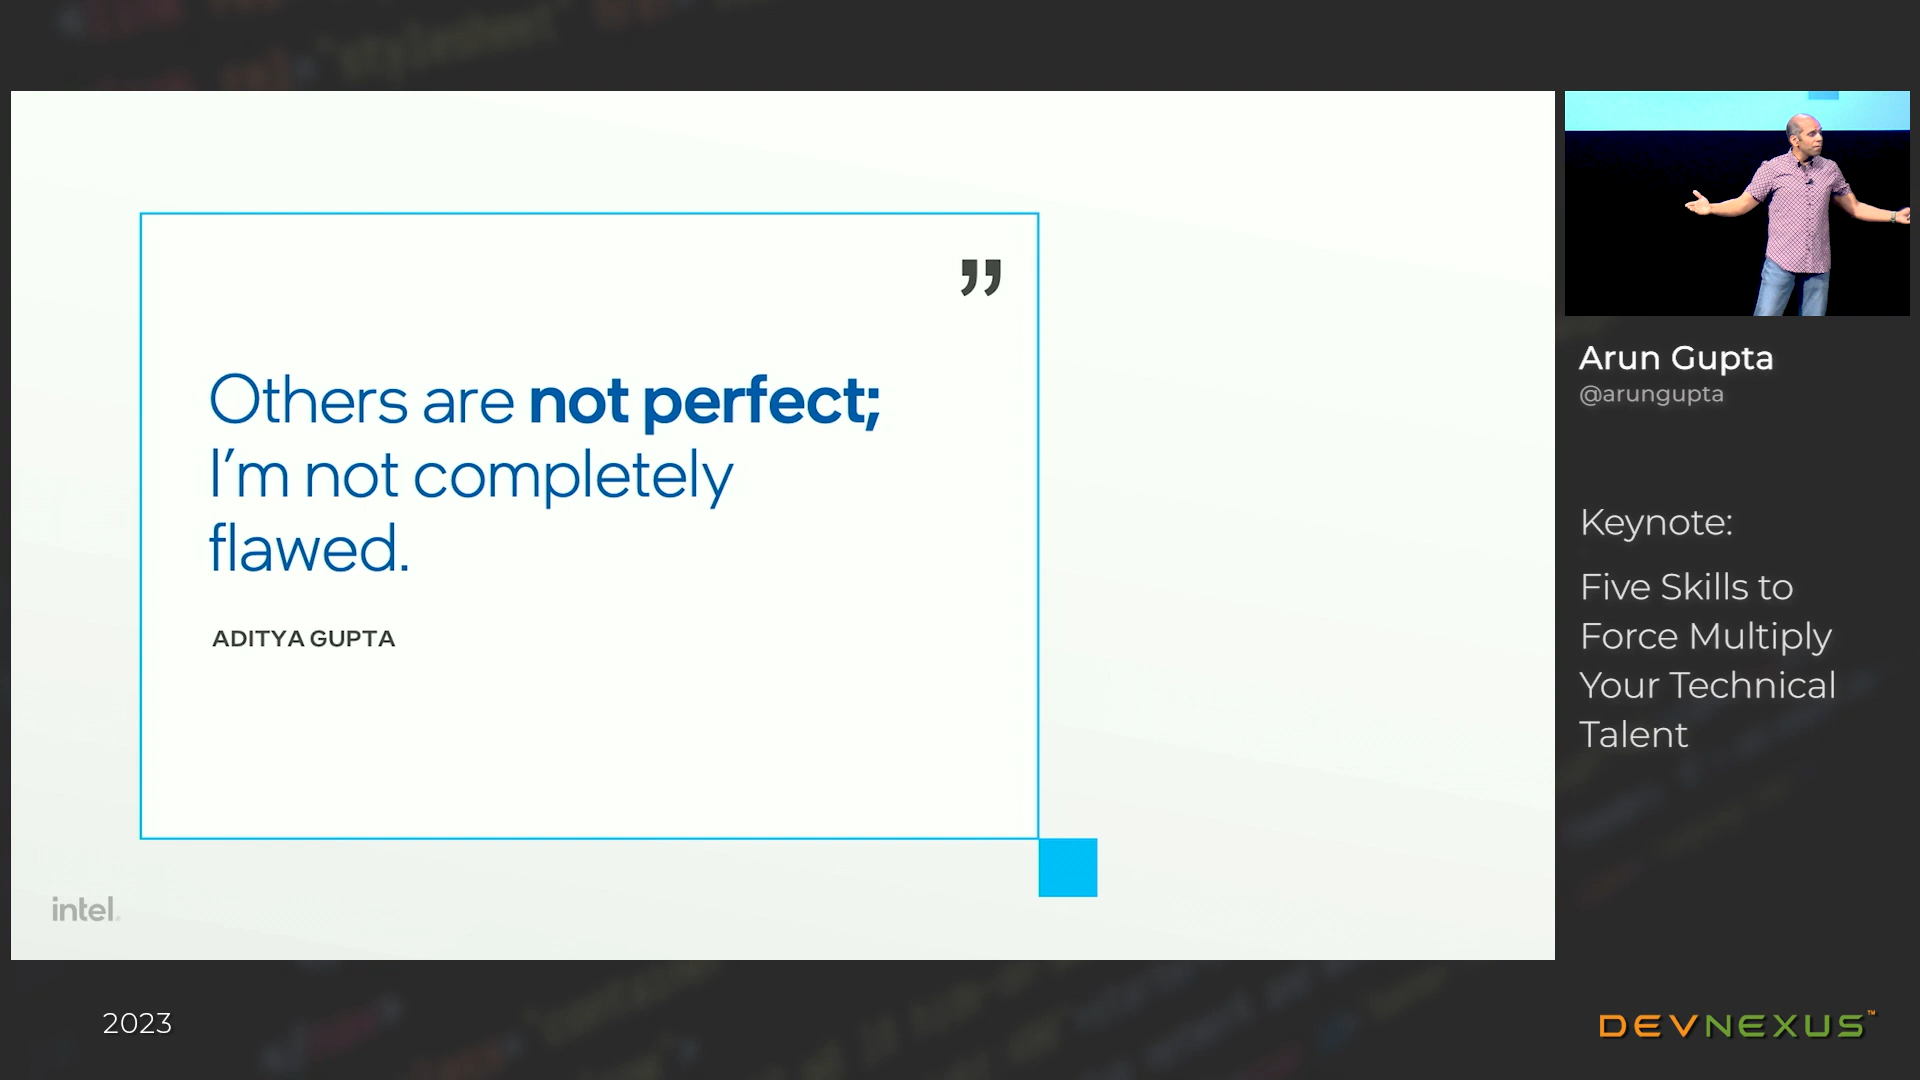 ”
Others are not perfect;
I’m not completely
flawed.
ADITYA GUPTA
intel.
Arun Gupta
@arungupta
Keynote:
Five Skills to
Force Multiply
Your Technical
Talent
2023
DEVNEXUS™